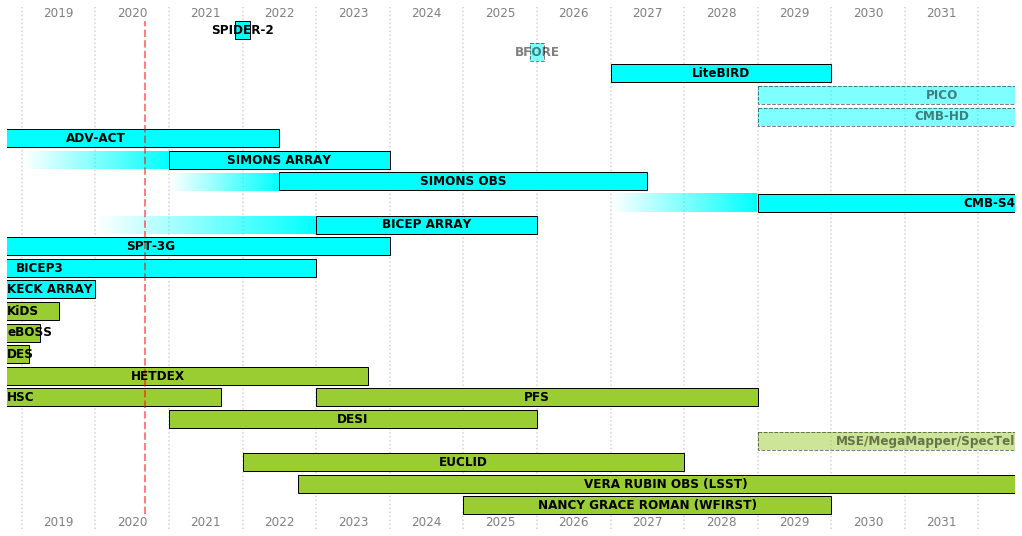 2019 2020 2021 2022 2023 2024 2025 2026 2027 2028 2029 2030 2031
SPIDER-2
BFORE
LiteBIRD
PICO
CMB-HD
ADV-ACT
SIMONS ARRAY
SIMONS OBS
CMB-S4
BICEP ARRAY
SPT-3G
BICEP3
KECK ARRAY
KiDS
eBOSS
DES
HETDEX
HSC PFS
DESI
MSE/MegaMapper/SpecTel
EUCLID
VERA RUBIN OBS (LSST)
NANCY GRACE ROMAN (WFIRST)
2019 2020 2021 2022 2023 2024 2025 2026 2027 2028 2029 2030 2031